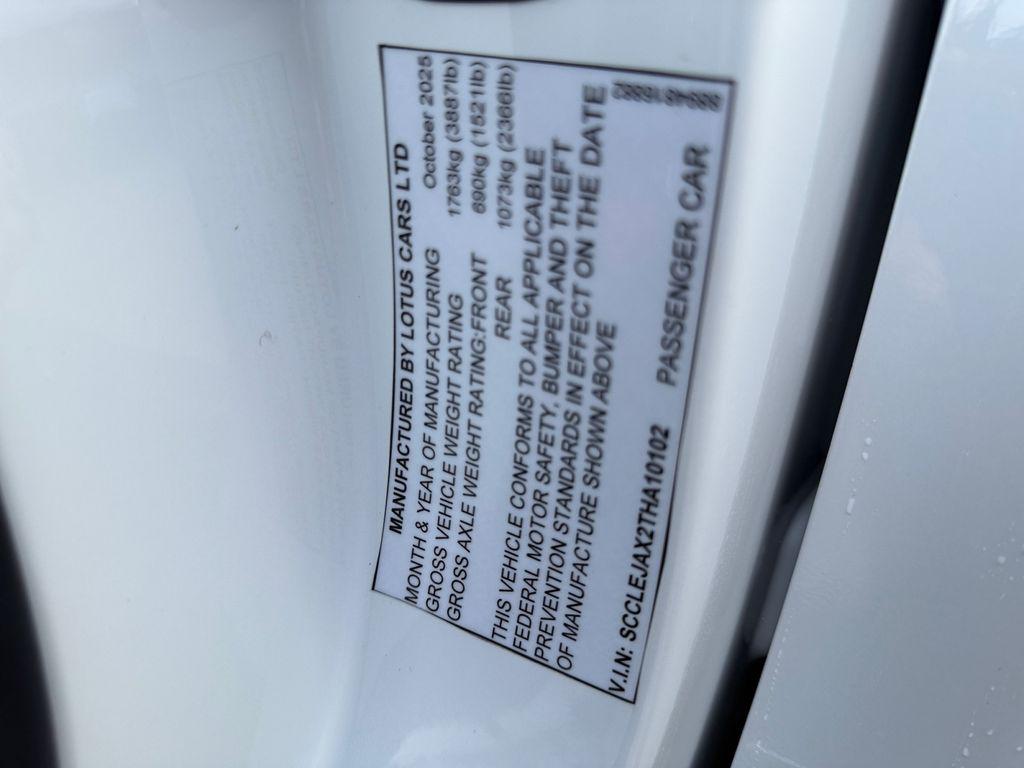 MANUFACTURED BY LOTUS CARS LTD
MONTH & YEAR OF MANUFACTURING October 2025
GROSS VEHICLE WEIGHT RATING 1763kg (3887lb)
GROSS AXLE WEIGHT RATING:FRONT 690kg (1521lb)
REAR 1073kg (2366lb)
THIS VEHICLE CONFORMS TO ALL APPLICABLE
FEDERAL MOTOR SAFETY, BUMPER AND THEFT
PREVENTION STANDARDS IN EFFECT ON THE DATE
OF MANUFACTURE SHOWN ABOVE
V.I.N: SCCLEJAX2THA10102 PASSENGER CAR